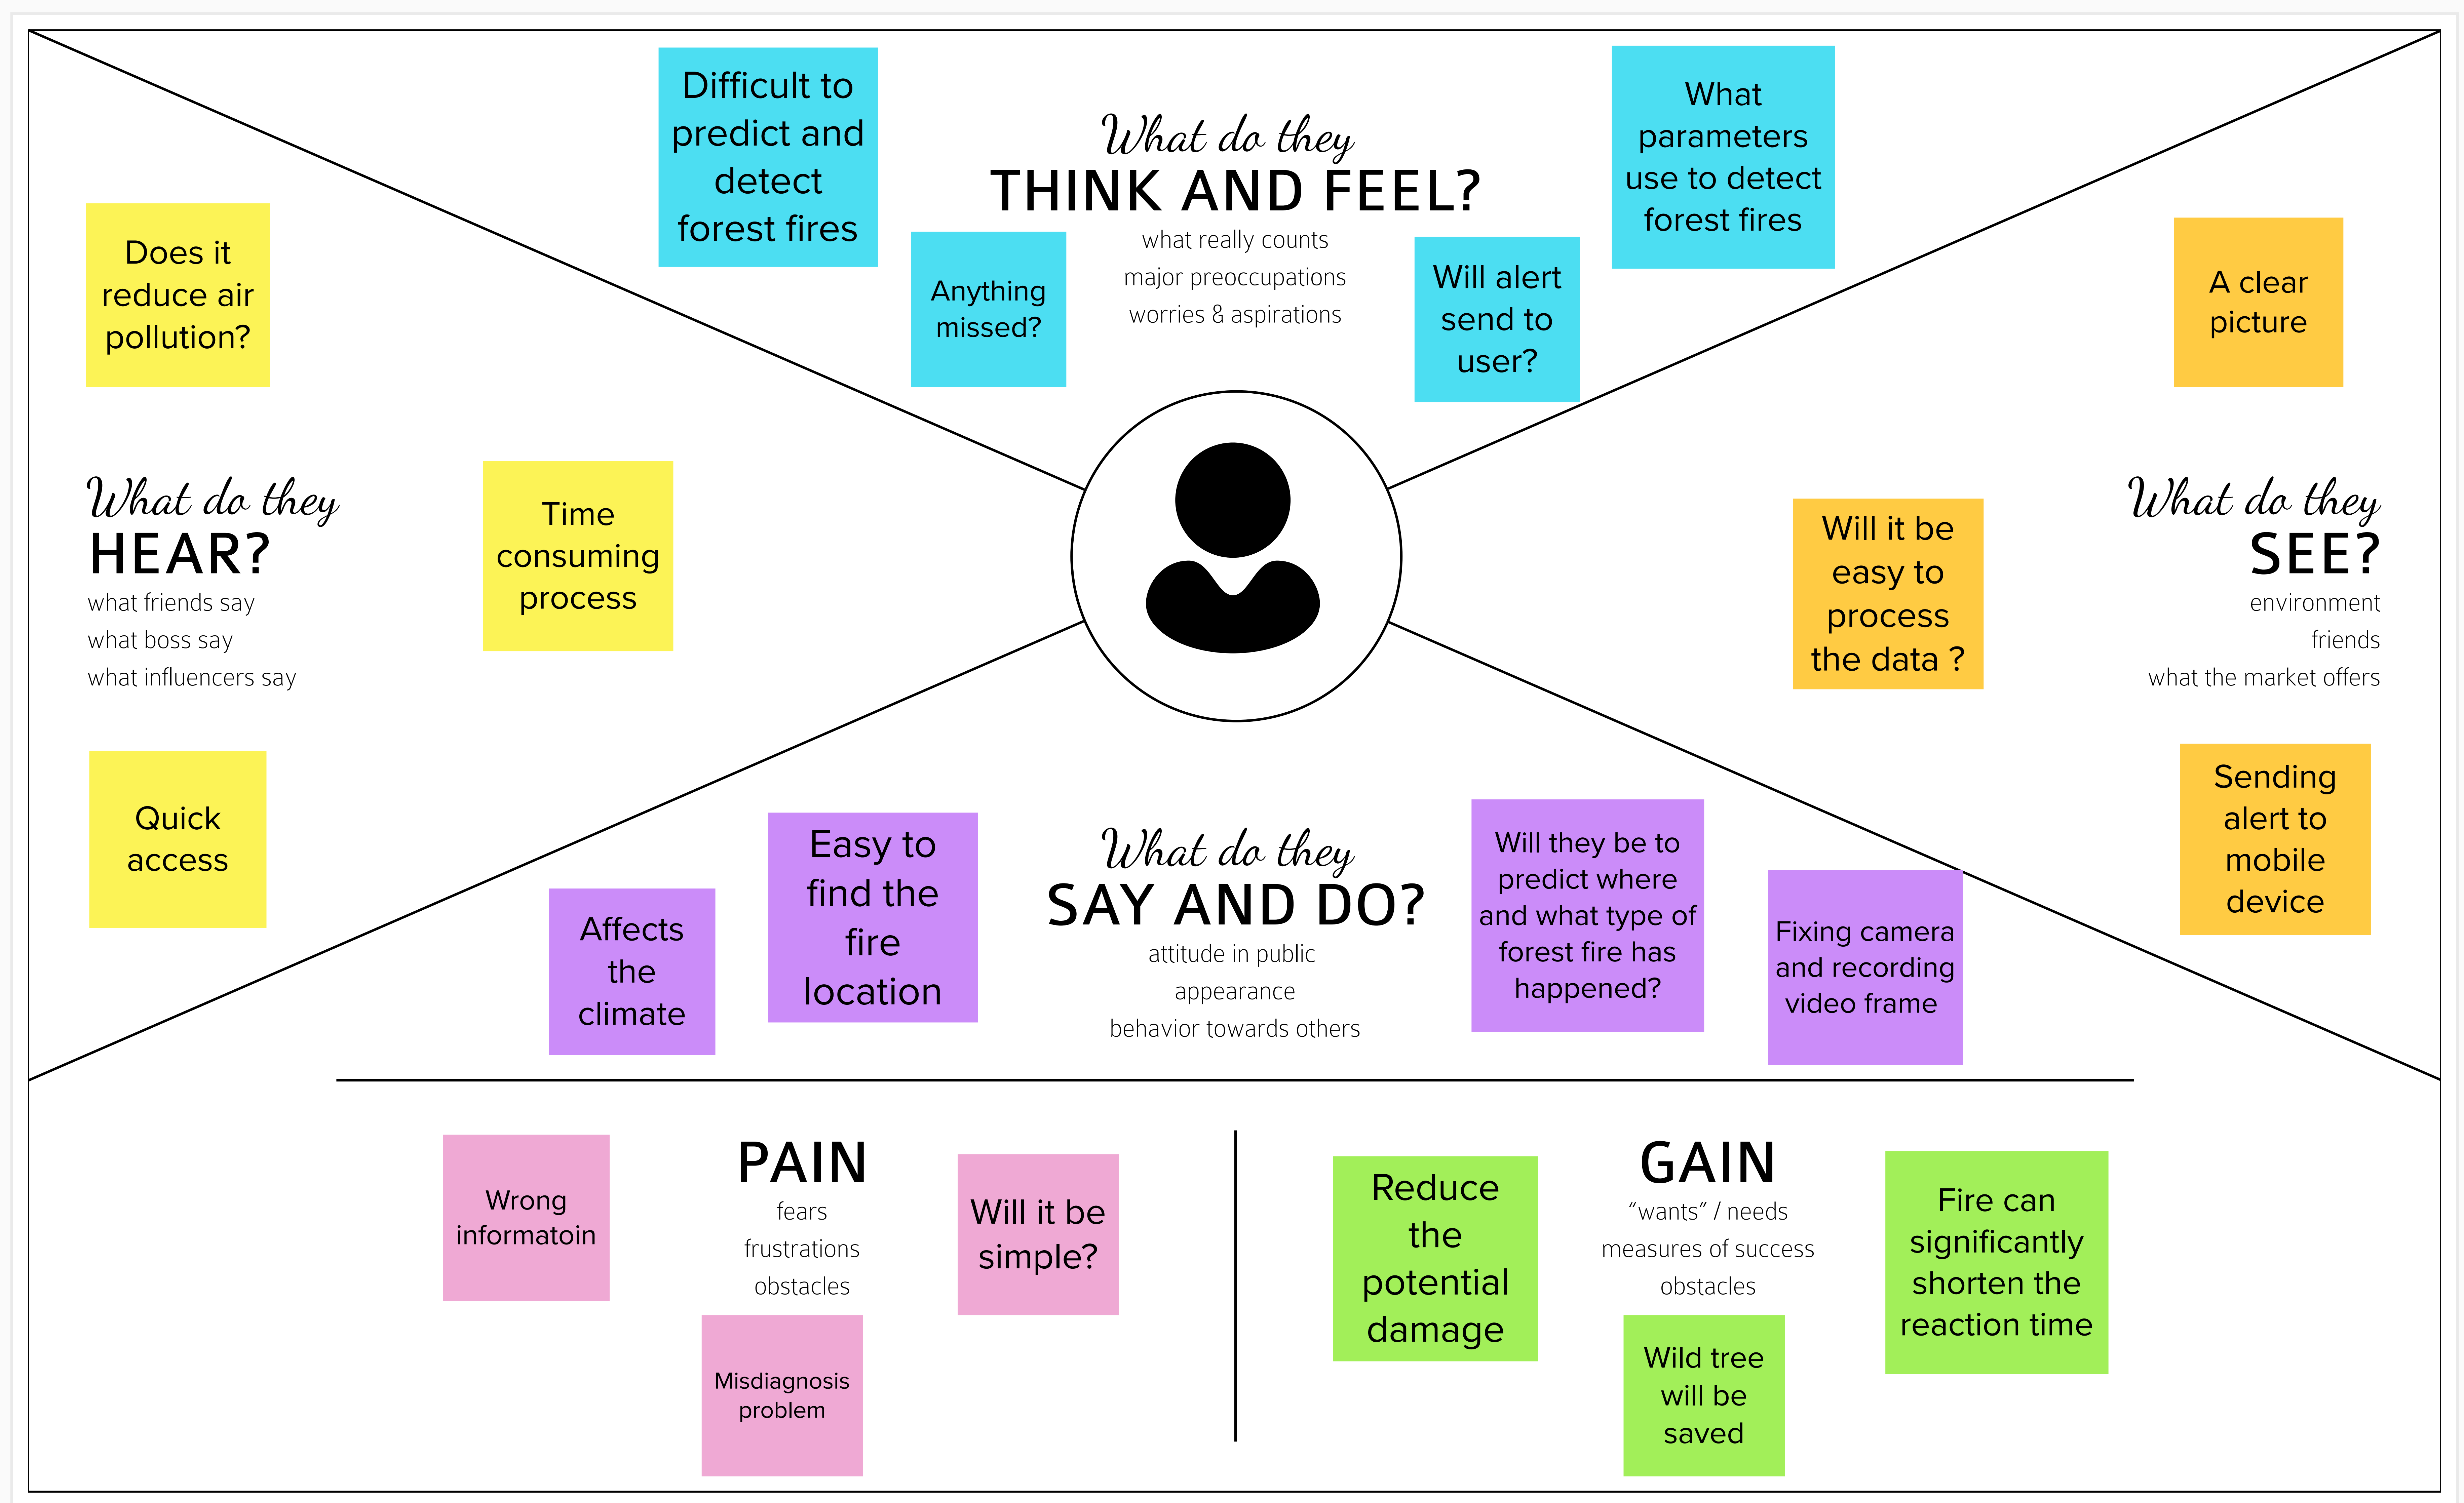 What do they
THINK AND FEEL?
what really counts
major preoccupations
worries & aspirations
Difficult to
predict and
detect
forest fires
Anything
missed?
Will alert
send to
user?
What
parameters
use to detect
forest fires
What do they
HEAR?
what friends say
what boss say
what influencers say
Does it
reduce air
pollution?
Time
consuming
process
Quick
access
What do they
SEE?
environment
friends
what the market offers
A clear
picture
Will it be
easy to
process
the data ?
Sending
alert to
mobile
device
What do they
SAY AND DO?
attitude in public
appearance
behavior towards others
Affects
the
climate
Easy to
find the
fire
location
Will they be to
predict where
and what type of
forest fire has
happened?
Fixing camera
and recording
video frame
PAIN
fears
frustrations
obstacles
Wrong
informatoin
Will it be
simple?
Misdiagnosis
problem
GAIN
“wants” / needs
measures of success
obstacles
Reduce
the
potential
damage
Wild tree
will be
saved
Fire can
significantly
shorten the
reaction time